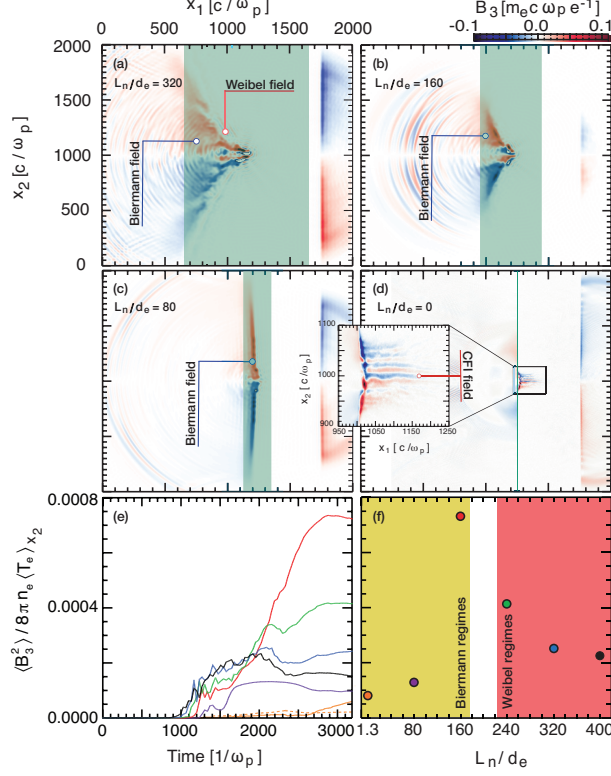 x₁ [c / ωₚ]
0 500 1000 1500 2000
B₃ [mₑ c ωₚ e⁻¹]
-0.1 0.0 0.1
(a)
Lₙ/dₑ = 320
Weibel field
Biermann field
(b)
Lₙ/dₑ = 160
Biermann field
x₂ [c / ωₚ]
2000
1500
1000
500
0
(c)
Lₙ/dₑ = 80
Biermann field
(d)
Lₙ/dₑ = 0
CFI field
x₂ [c /ωₚ]
1100
1000
900
950 1050 1150 1250
x₁ [c /ωₚ]
(e)
⟨B₃²⟩ / 8π nₑ ⟨Tₑ⟩ₓ₂
0.0008
0.0004
0.0000
0 1000 2000 3000
Time [1/ωₚ]
(f)
Biermann regimes
Weibel regimes
1.3 80 160 240 320 400
Lₙ/dₑ